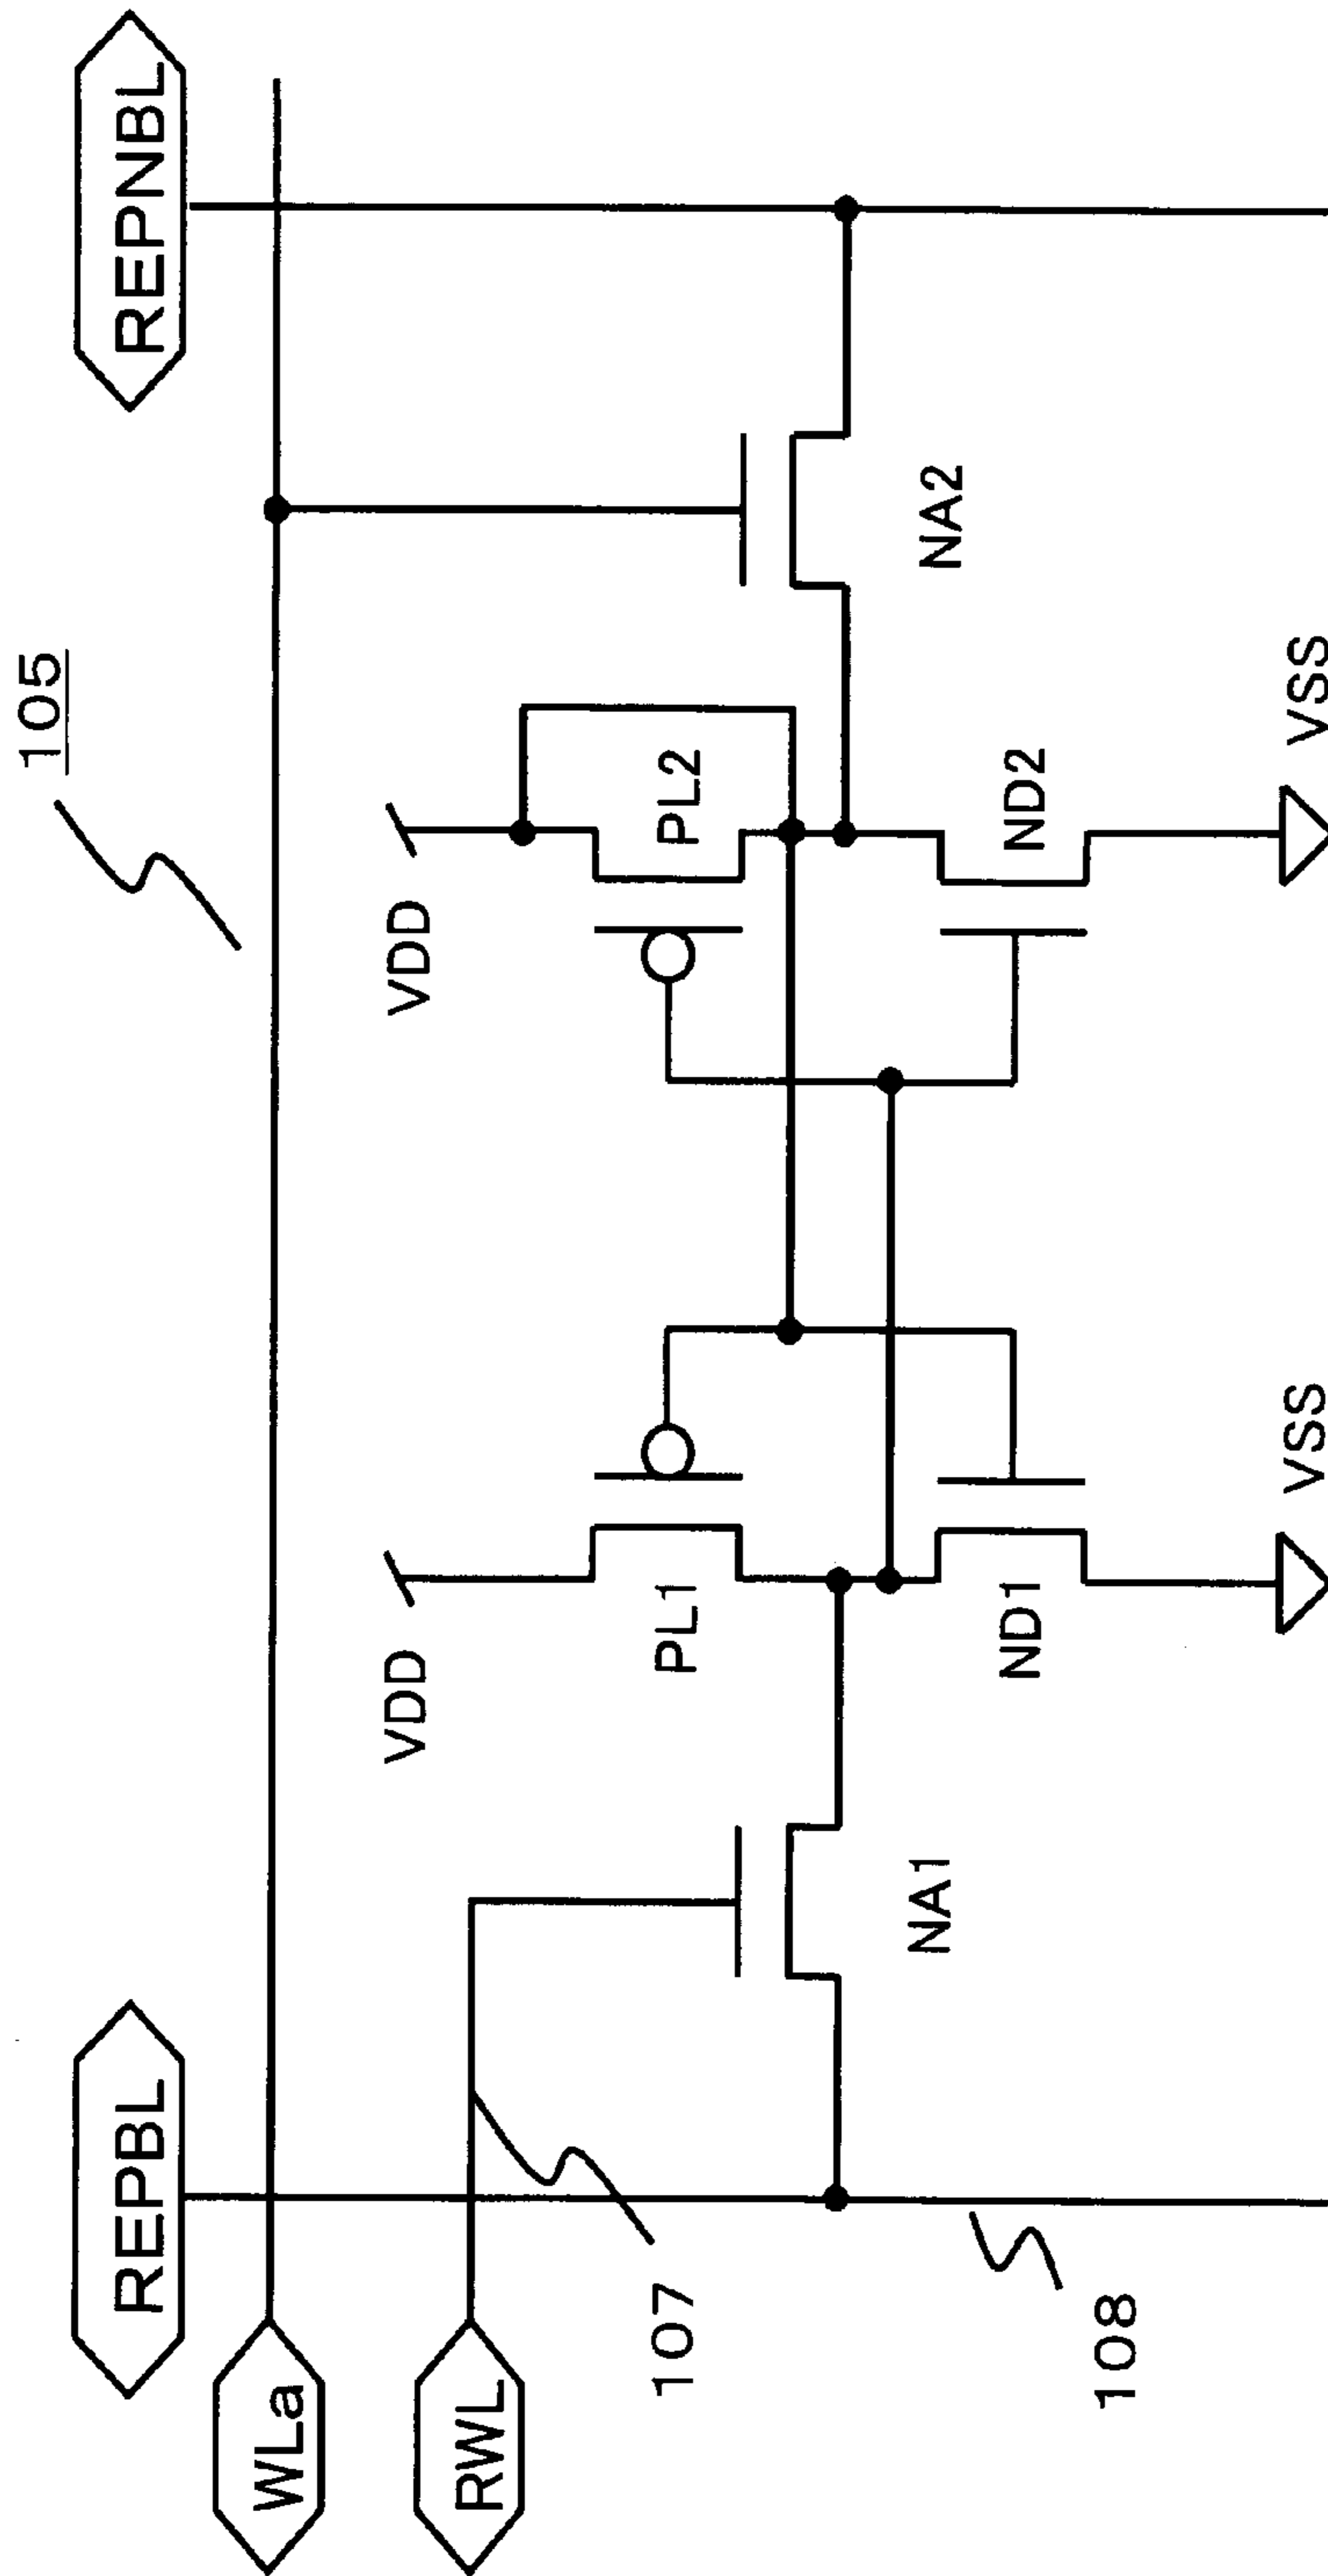 105
REPBL
REPNBL
WLa
RWL
107
VDD
VDD
PL1
PL2
NA1
NA2
ND1
ND2
108
VSS
VSS